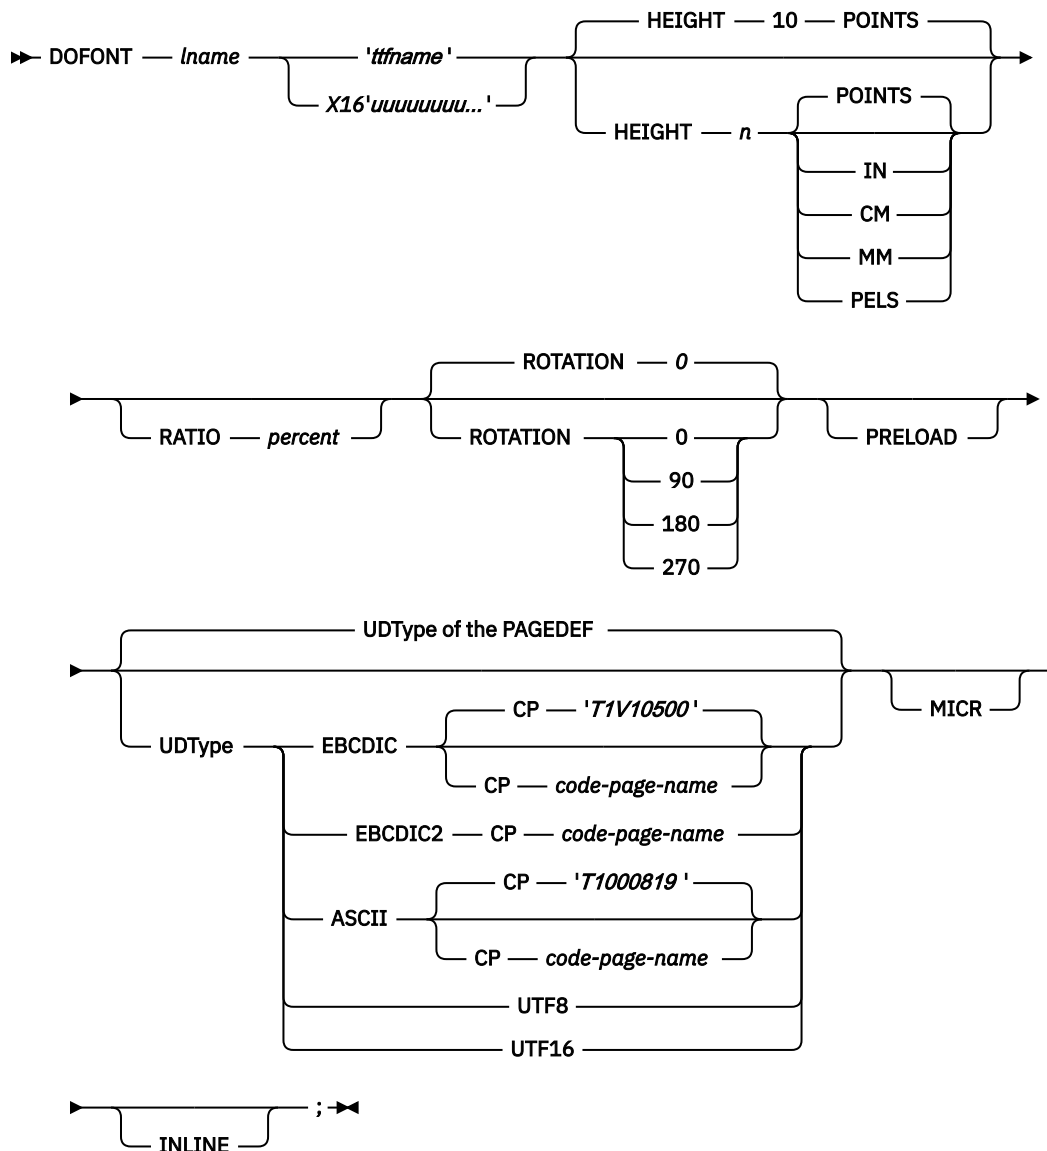 HEIGHT 10 POINTS
DOFONT lname 'ttfname'
X16'uuuuuuuu...'
POINTS
HEIGHT n
IN
CM
MM
PELS
ROTATION 0
RATIO percent ROTATION 0 PRELOAD
90
180
270
UDType of the PAGEDEF
CP 'T1V10500' MICR
UDType EBCDIC
CP code-page-name
EBCDIC2 CP code-page-name
CP 'T1000819'
ASCII
CP code-page-name
UTF8
UTF16
;
INLINE